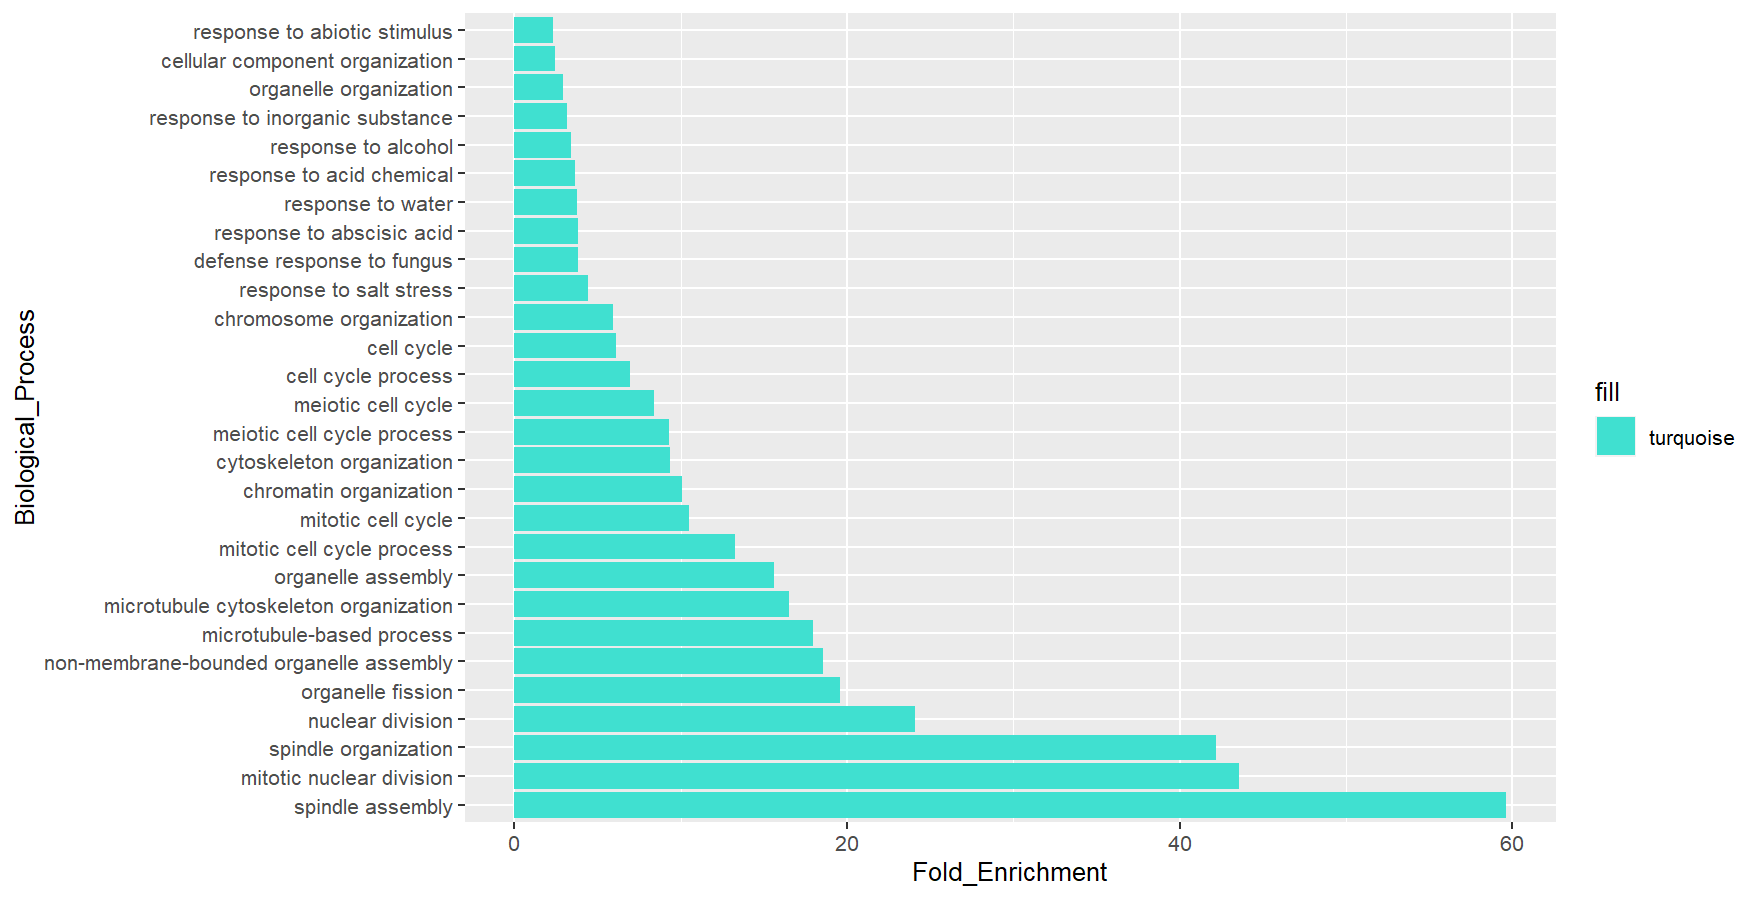 response to abiotic stimulus
cellular component organization
organelle organization
response to inorganic substance
response to alcohol
response to acid chemical
response to water
response to abscisic acid
defense response to fungus
response to salt stress
chromosome organization
cell cycle
cell cycle process
meiotic cell cycle
meiotic cell cycle process
cytoskeleton organization
chromatin organization
mitotic cell cycle
mitotic cell cycle process
organelle assembly
microtubule cytoskeleton organization
microtubule-based process
non-membrane-bounded organelle assembly
organelle fission
nuclear division
spindle organization
mitotic nuclear division
spindle assembly
Biological_Process
0 20 40 60
Fold_Enrichment
fill
turquoise